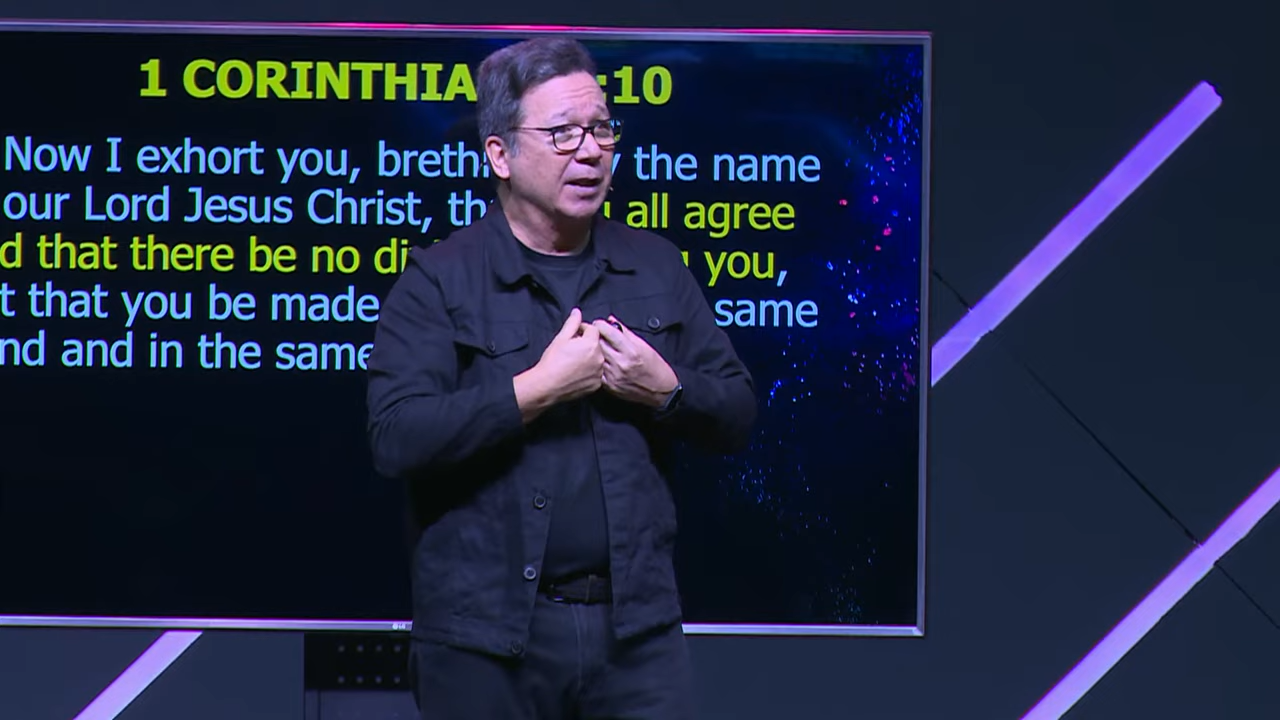 1 CORINTHIA :10
Now I exhort you, breth the name
our Lord Jesus Christ, th all agree
d that there be no di you,
t that you be made same
nd and in the same
LG